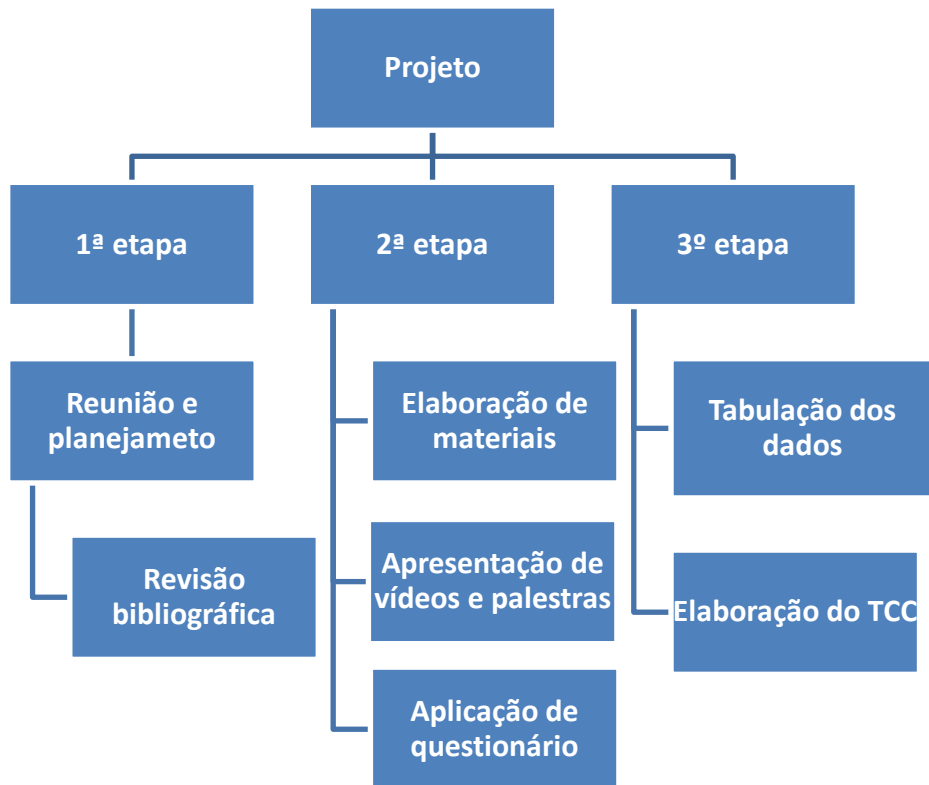 Projeto
1ª etapa
2ª etapa
3º etapa
Reunião e
planejameto
Elaboração de
materiais
Tabulação dos
dados
Revisão
bibliográfica
Apresentação de
vídeos e palestras
Elaboração do TCC
Aplicação de
questionário